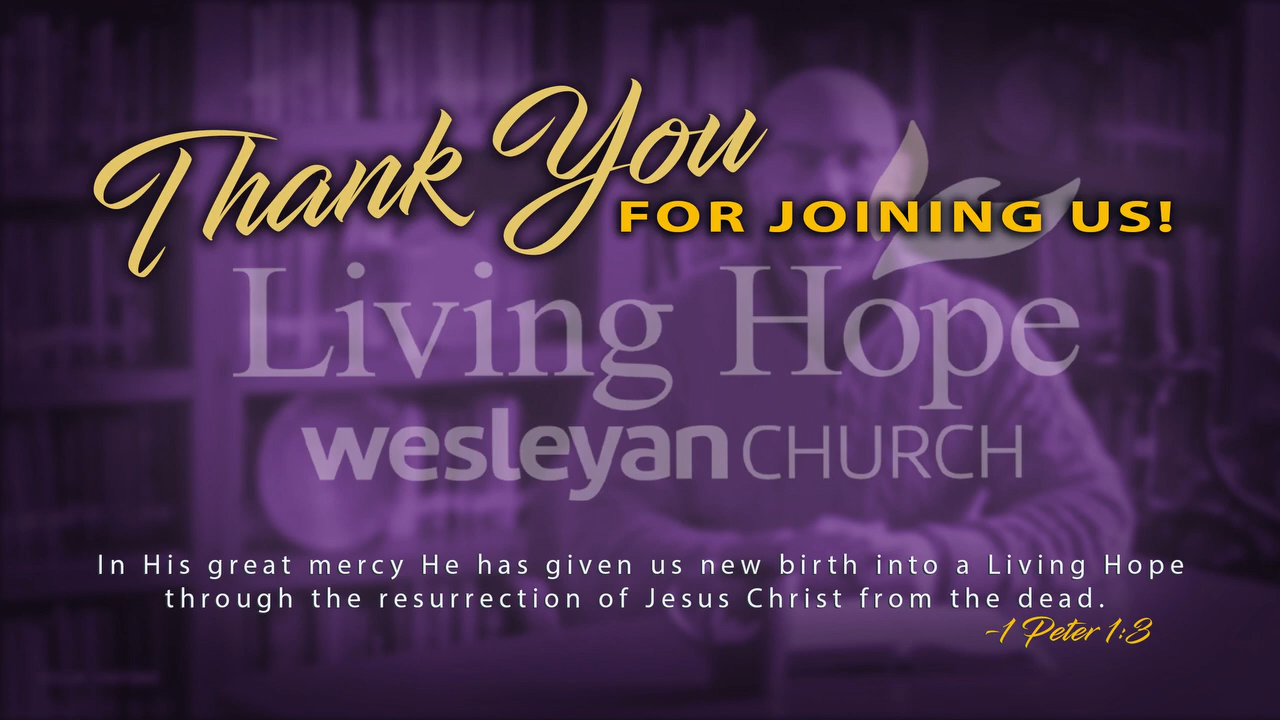 Thank You
FOR JOINING US!
Living Hope
wesleyan CHURCH
In His great mercy He has given us new birth into a Living Hope
through the resurrection of Jesus Christ from the dead.
-1 Peter 1:3